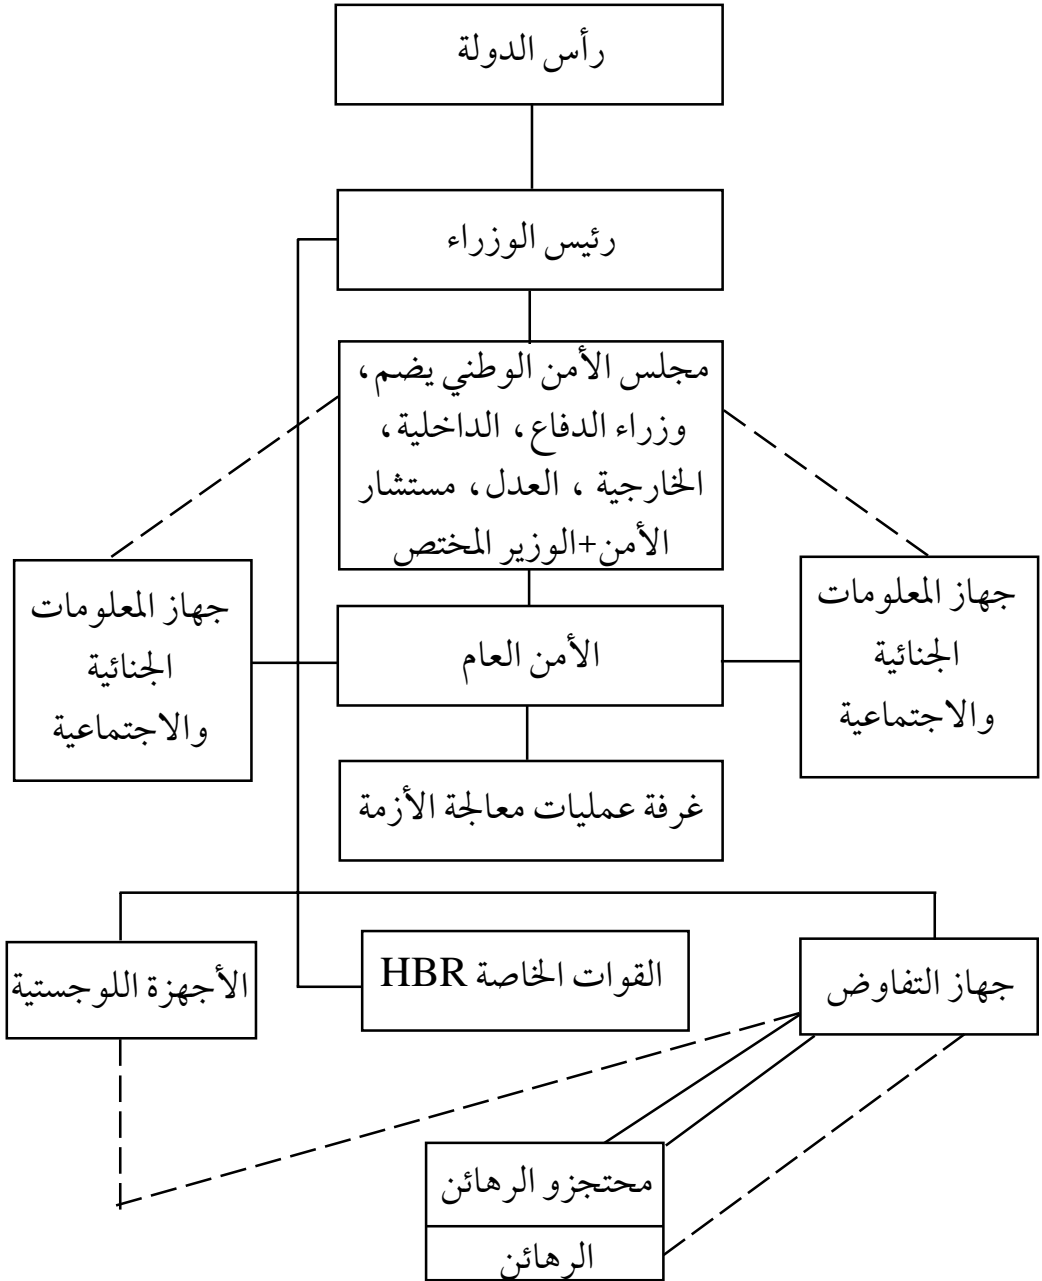 رأس الدولة
رئيس الوزراء
مجلس الأمن الوطني يضم،
وزراء الدفاع، الداخلية،
الخارجية ، العدل، مستشار
الأمن+الوزير المختص
جهاز المعلومات
الجنائية
والاجتماعية
الأمن العام
جهاز المعلومات
الجنائية
والاجتماعية
غرفة عمليات معالجة الأزمة
جهاز التفاوض
القوات الخاصة HBR
الأجهزة اللوجستية
محتجزو الرهائن
الرهائن